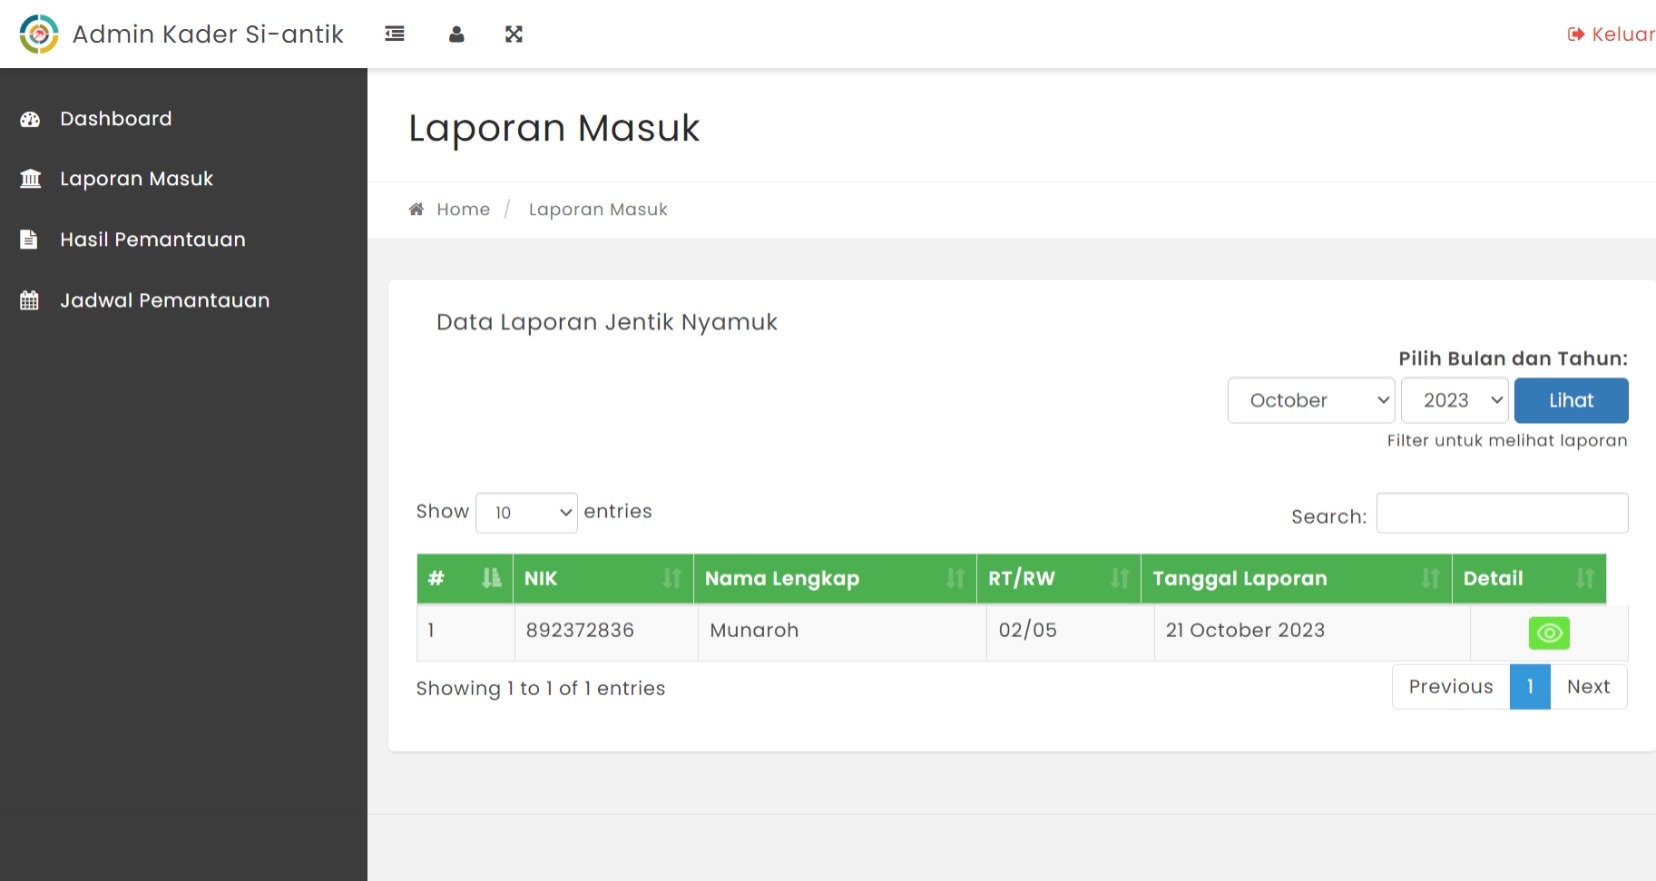 Admin Kader Si-antik
Keluar
Dashboard
Laporan Masuk
Hasil Pemantauan
Jadwal Pemantauan
Laporan Masuk
Home / Laporan Masuk
Data Laporan Jentik Nyamuk
Pilih Bulan dan Tahun:
October 2023 Lihat
Filter untuk melihat laporan
Show 10 entries
Search:
# NIK Nama Lengkap RT/RW Tanggal Laporan Detail
1 892372836 Munaroh 02/05 21 October 2023
Showing 1 to 1 of 1 entries
Previous 1 Next